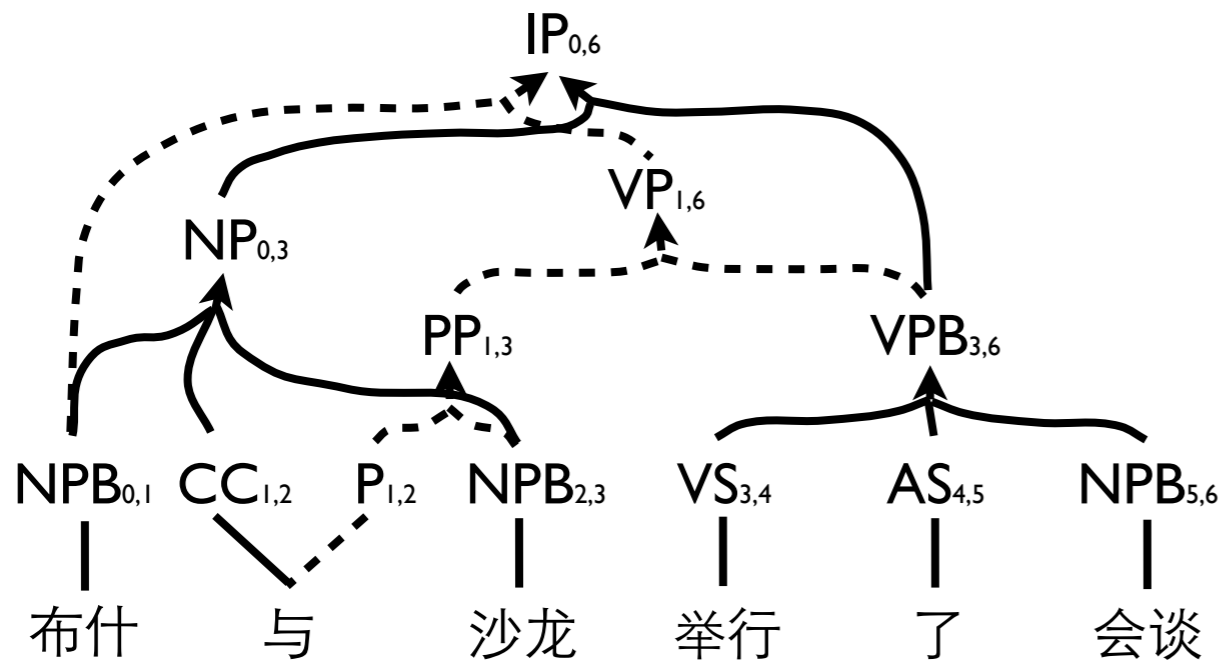 IP0,6
VP1,6
NP0,3
PP1,3 VPB3,6
NPB0,1 CC1,2 P1,2 NPB2,3 VS3,4 AS4,5 NPB5,6
布什 与 沙龙 举行 了 会谈